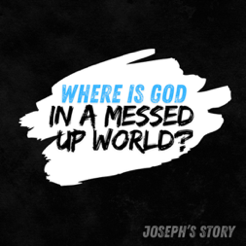 WHERE IS GOD
IN A MESSED
UP WORLD?
JOSEPH'S STORY